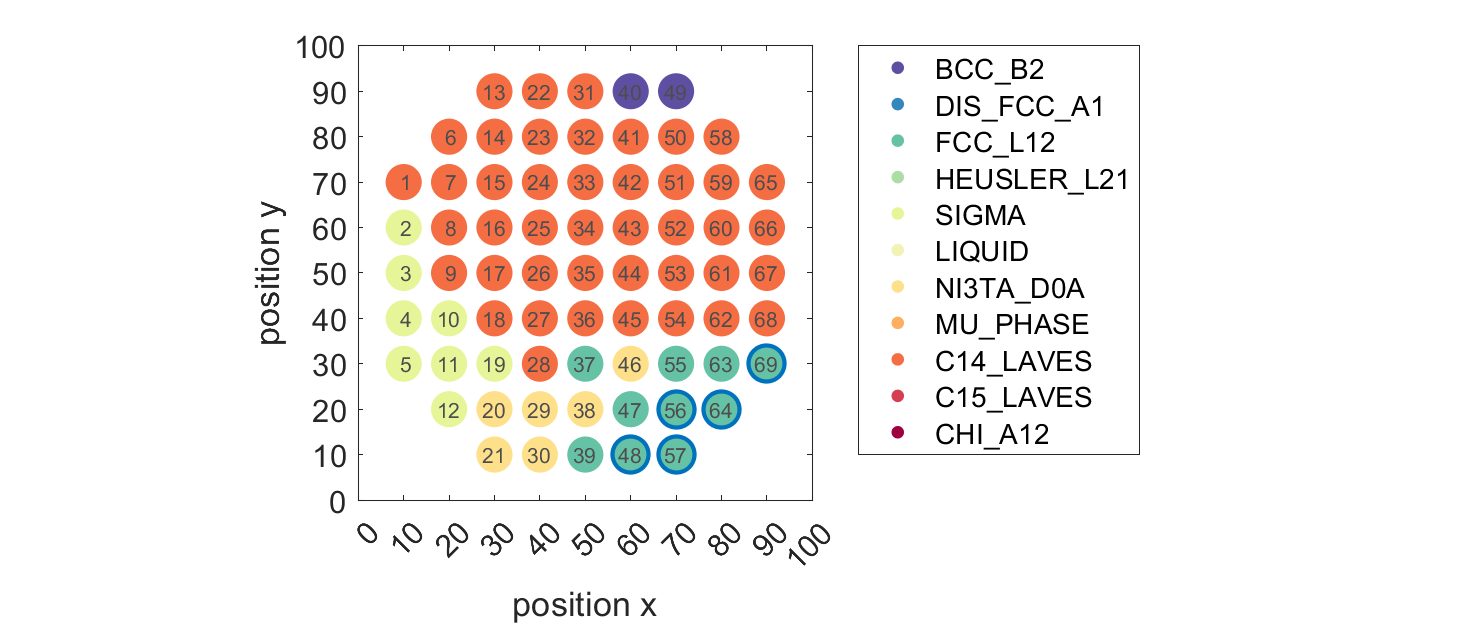 100
90
80
70
60
50
40
30
20
10
0
position y
13 22 31 40 49
6 14 23 32 41 50 58
1 7 15 24 33 42 51 59 65
2 8 16 25 34 43 52 60 66
3 9 17 26 35 44 53 61 67
4 10 18 27 36 45 54 62 68
5 11 19 28 37 46 55 63 69
12 20 29 38 47 56 64
21 30 39 48 57
0 10 20 30 40 50 60 70 80 90 100
position x
BCC_B2
DIS_FCC_A1
FCC_L12
HEUSLER_L21
SIGMA
LIQUID
NI3TA_D0A
MU_PHASE
C14_LAVES
C15_LAVES
CHI_A12